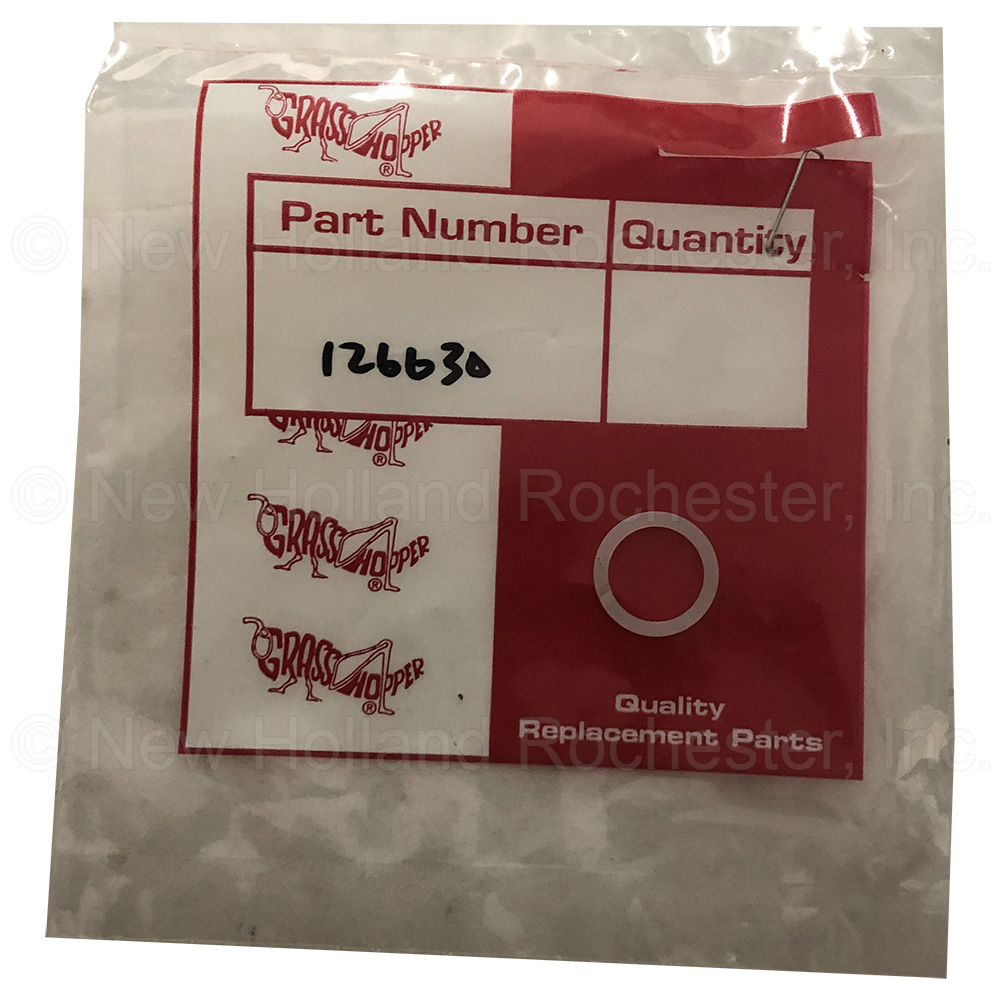 GRASSHOPPER®
Part Number Quantity
© New Holland Rochester, Inc.
126630
GRASSHOPPER®
© New Holland Rochester, Inc.
GRASSHOPPER®
GRASSHOPPER®
Quality
Replacement Parts
© New Holland Rochester, Inc.